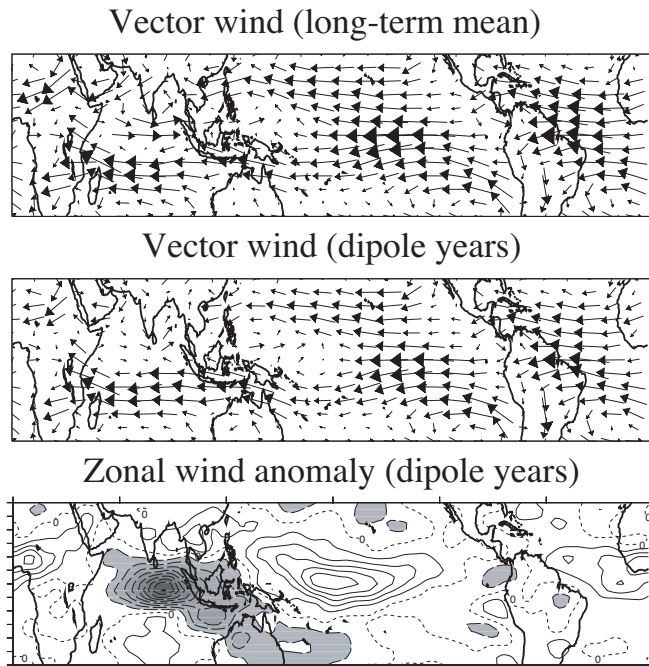 Vector wind (long-term mean)
Vector wind (dipole years)
Zonal wind anomaly (dipole years)